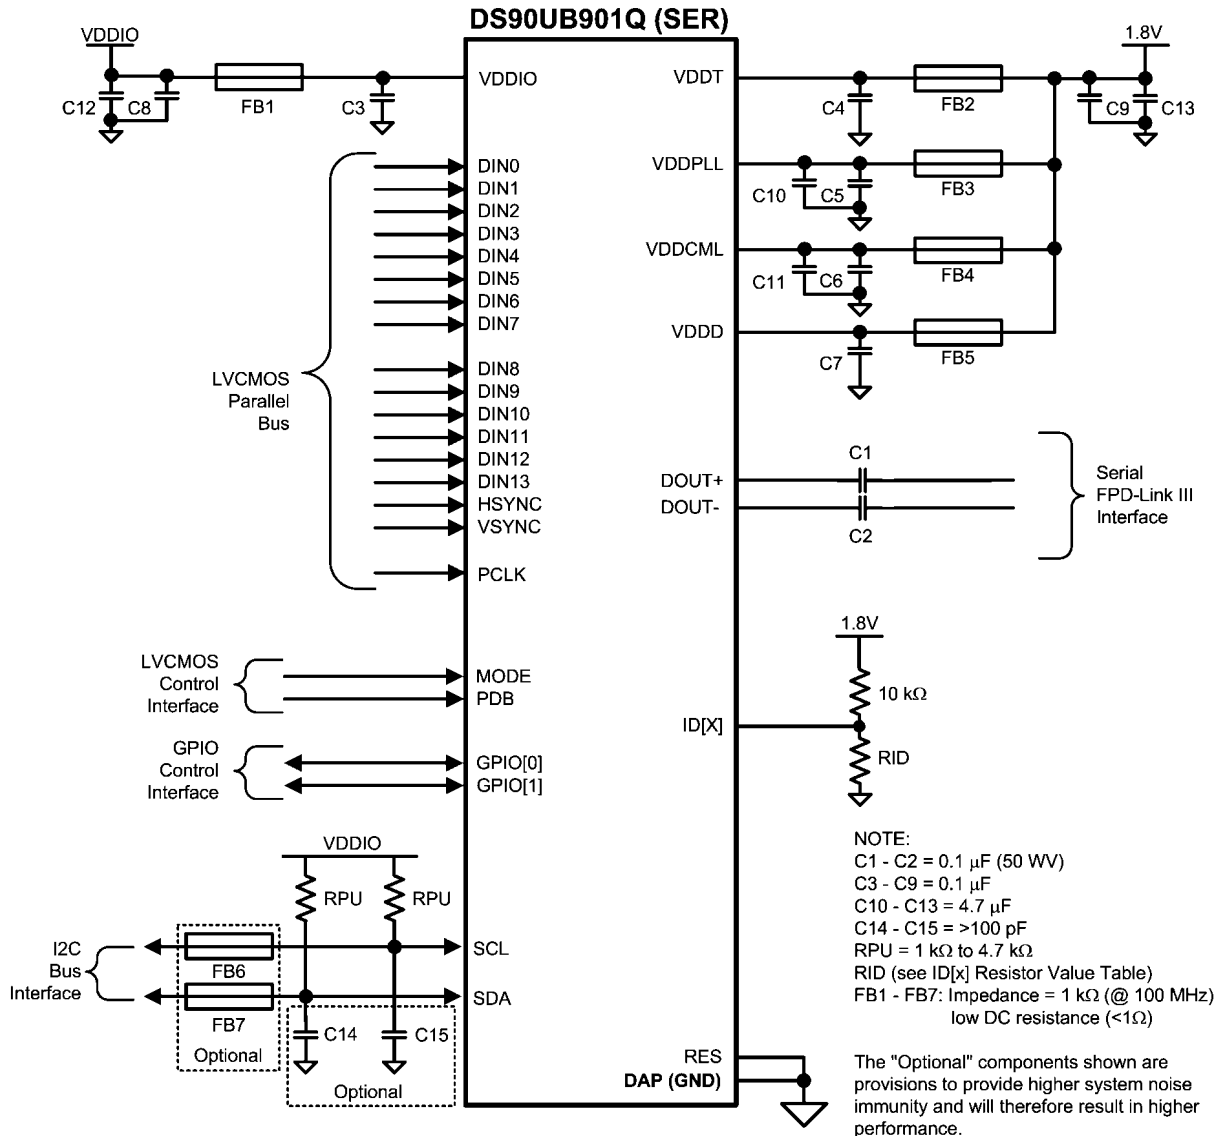 DS90UB901Q (SER)
VDDIO
C12
C8
FB1
C3
VDDIO
VDDT
C4
FB2
1.8V
C9
C13
VDDPLL
C10
C5
FB3
VDDCML
C11
C6
FB4
VDDD
C7
FB5
LVCMOS
Parallel
Bus
DIN0
DIN1
DIN2
DIN3
DIN4
DIN5
DIN6
DIN7
DIN8
DIN9
DIN10
DIN11
DIN12
DIN13
HSYNC
VSYNC
PCLK
DOUT+
DOUT-
C1
C2
Serial
FPD-Link III
Interface
LVCMOS
Control
Interface
MODE
PDB
GPIO
Control
Interface
GPIO[0]
GPIO[1]
1.8V
10 kΩ
ID[X]
RID
VDDIO
RPU
RPU
I2C
Bus
Interface
FB6
FB7
Optional
SCL
SDA
C14
C15
Optional
RES
DAP (GND)
NOTE:
C1 - C2 = 0.1 μF (50 WV)
C3 - C9 = 0.1 μF
C10 - C13 = 4.7 μF
C14 - C15 = >100 pF
RPU = 1 kΩ to 4.7 kΩ
RID (see ID[x] Resistor Value Table)
FB1 - FB7: Impedance = 1 kΩ (@ 100 MHz)
low DC resistance (<1Ω)
The "Optional" components shown are
provisions to provide higher system noise
immunity and will therefore result in higher
performance.